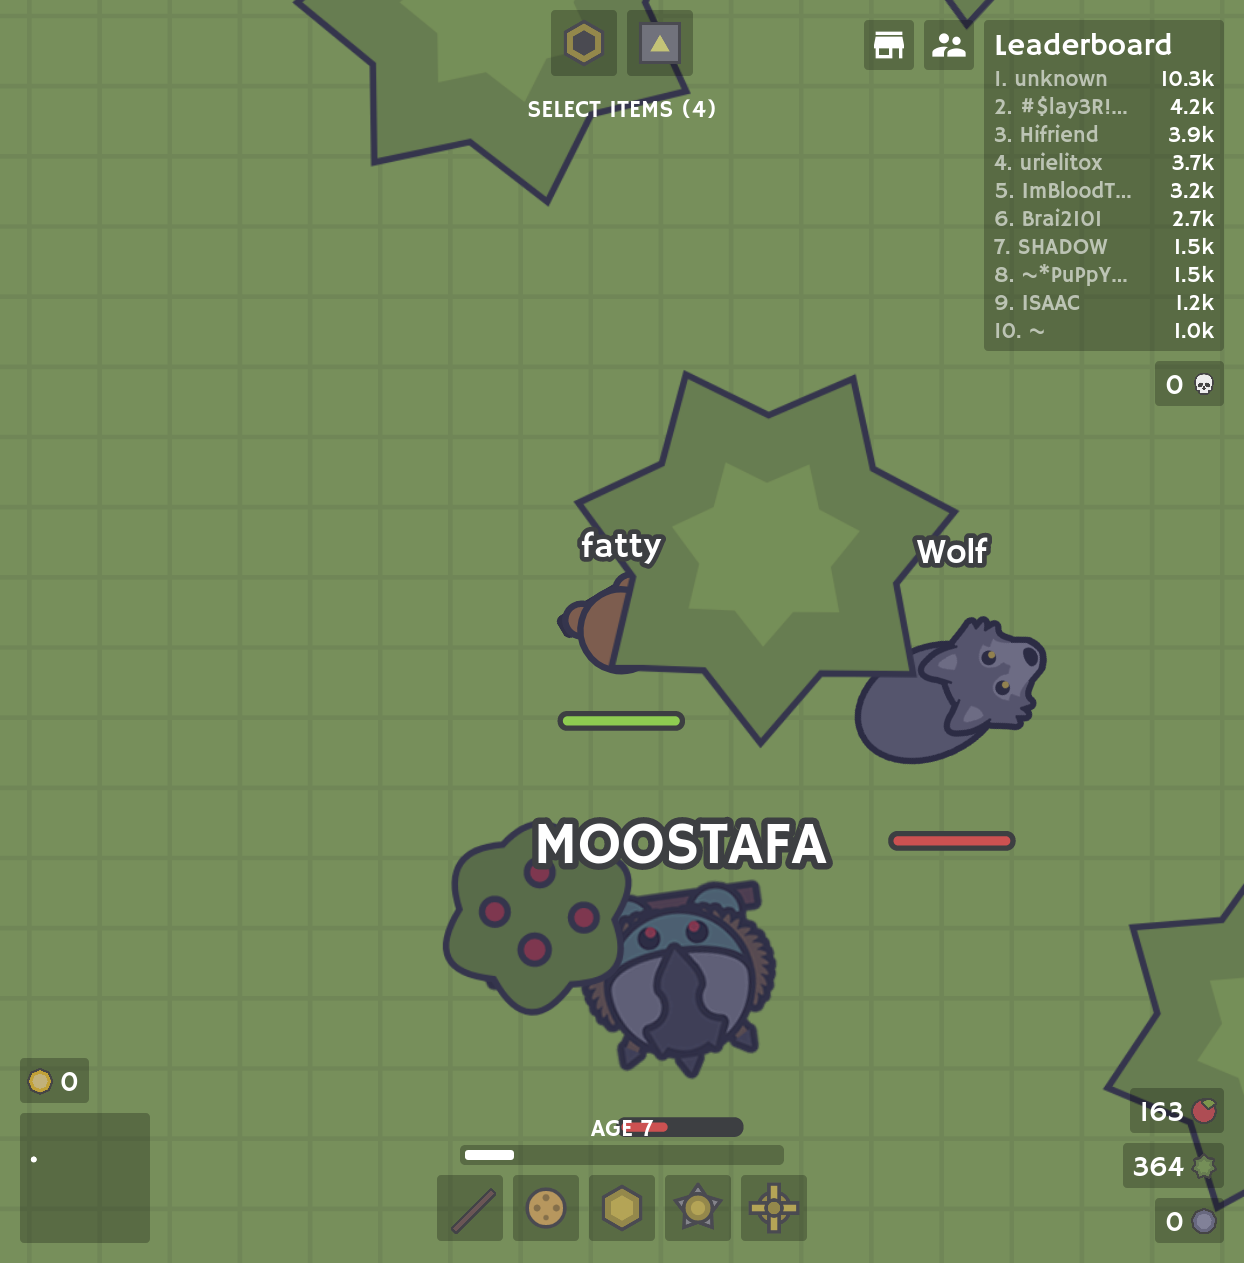 SELECT ITEMS (4)
Leaderboard
1. unknown 10.3k
2. #$lay3R!... 4.2k
3. Hifriend 3.9k
4. urielitox 3.7k
5. ImBloodT... 3.2k
6. Brai2101 2.7k
7. SHADOW 1.5k
8. ~*PuPpY... 1.5k
9. ISAAC 1.2k
10. ~ 1.0k
0
fatty
Wolf
MOOSTAFA
0
163
AGE 7
364
0